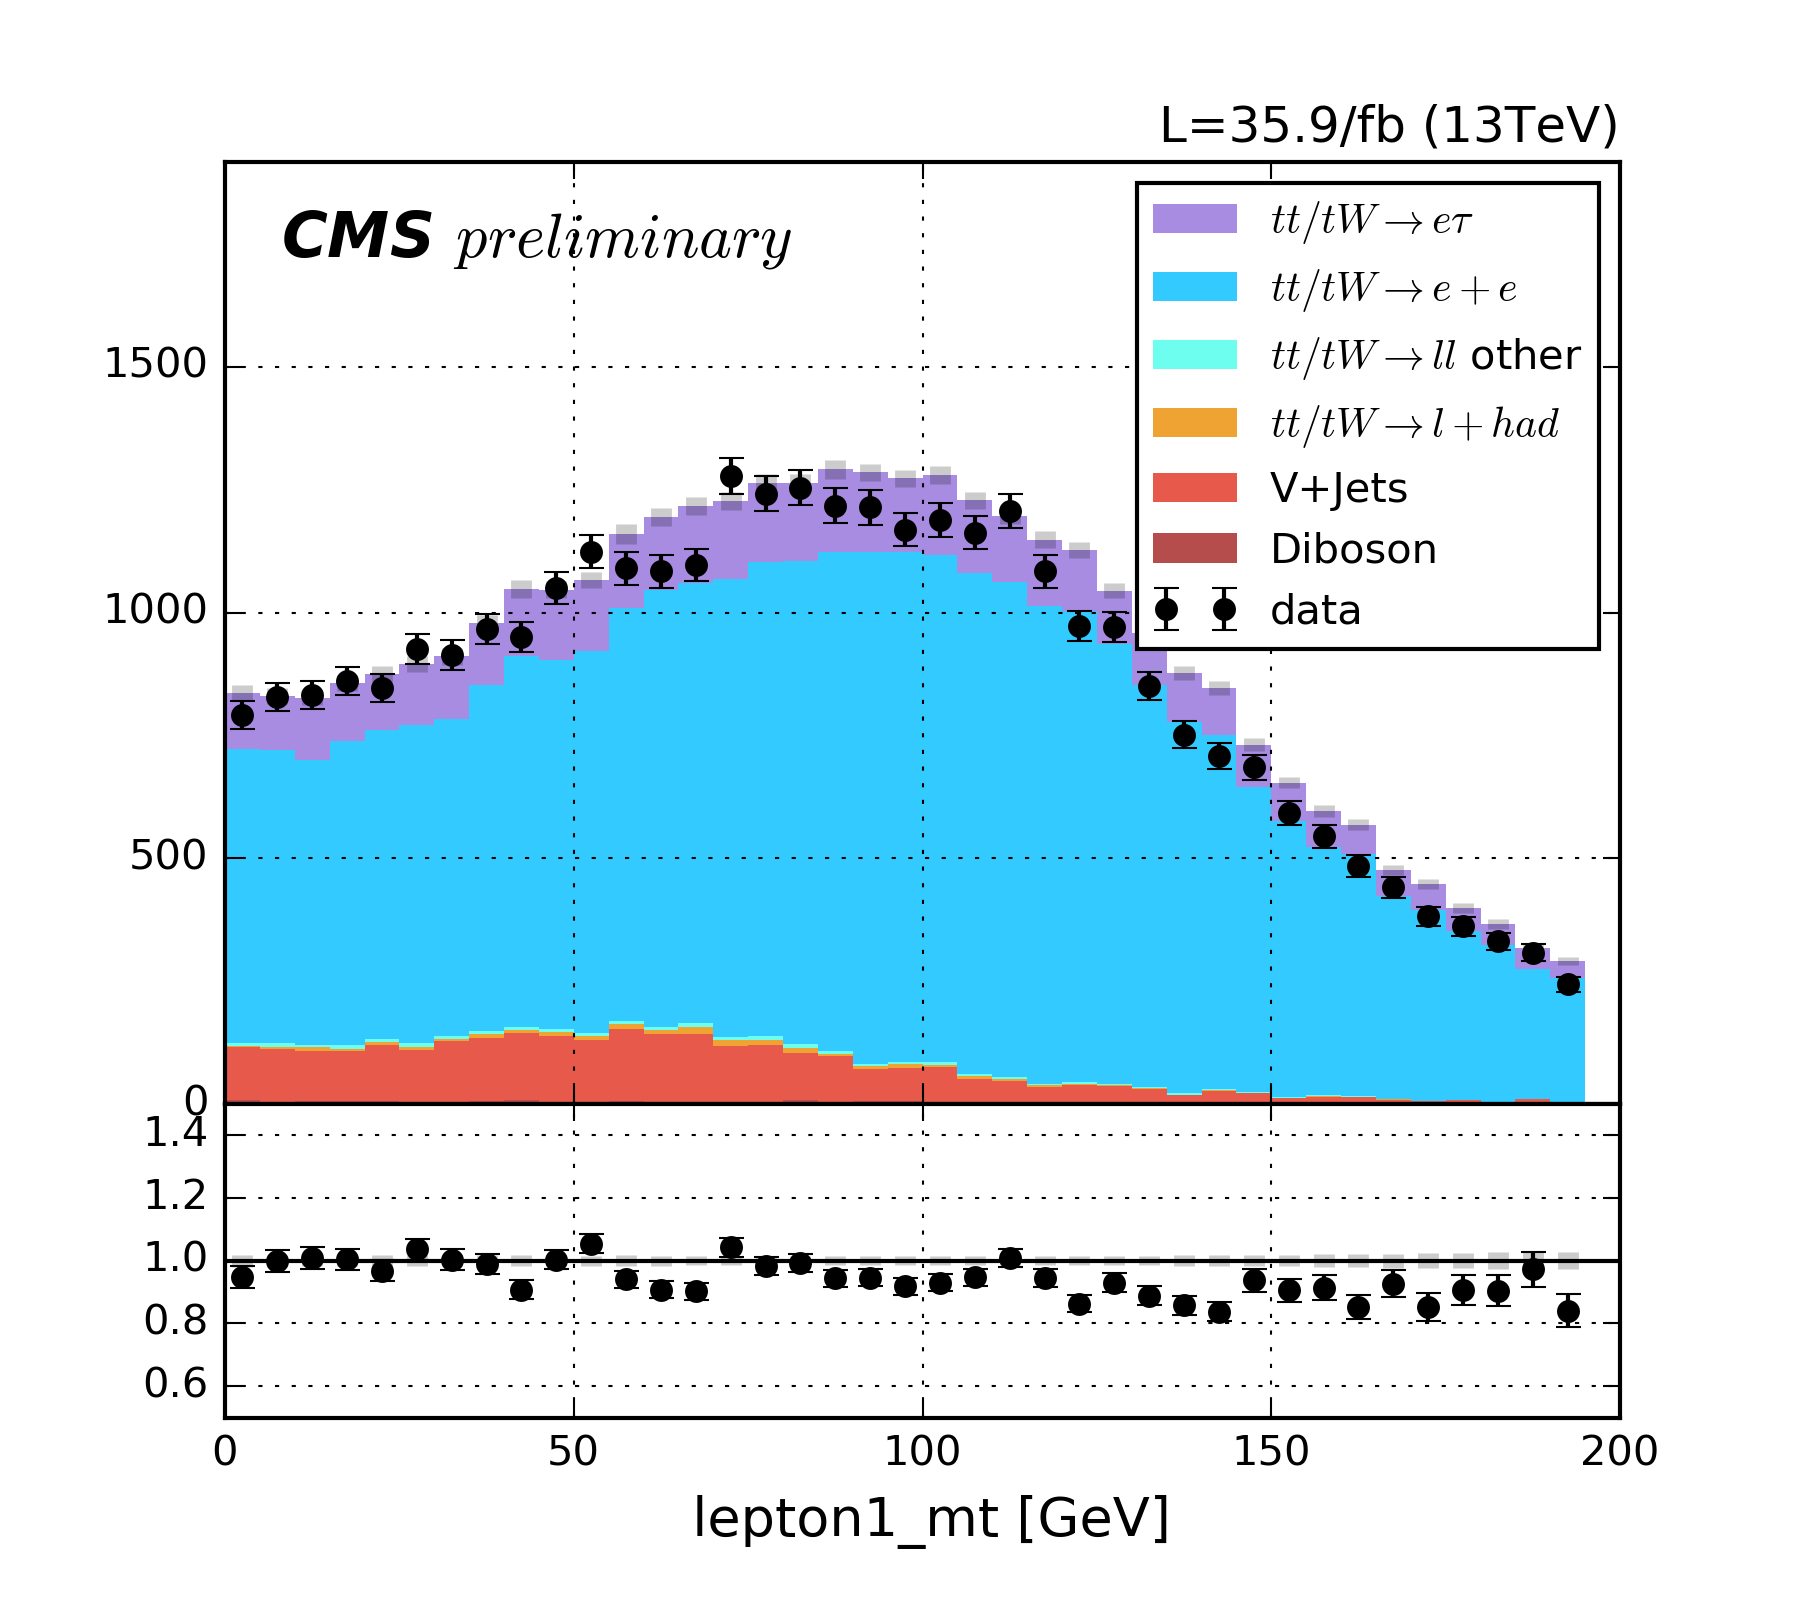 L=35.9/fb (13TeV)
CMS preliminary
tt/tW→eτ
tt/tW→e+e
tt/tW→ll other
tt/tW→l+had
V+Jets
Diboson
data
1500
1000
500
0
1.4
1.2
1.0
0.8
0.6
0 50 100 150 200
lepton1_mt [GeV]